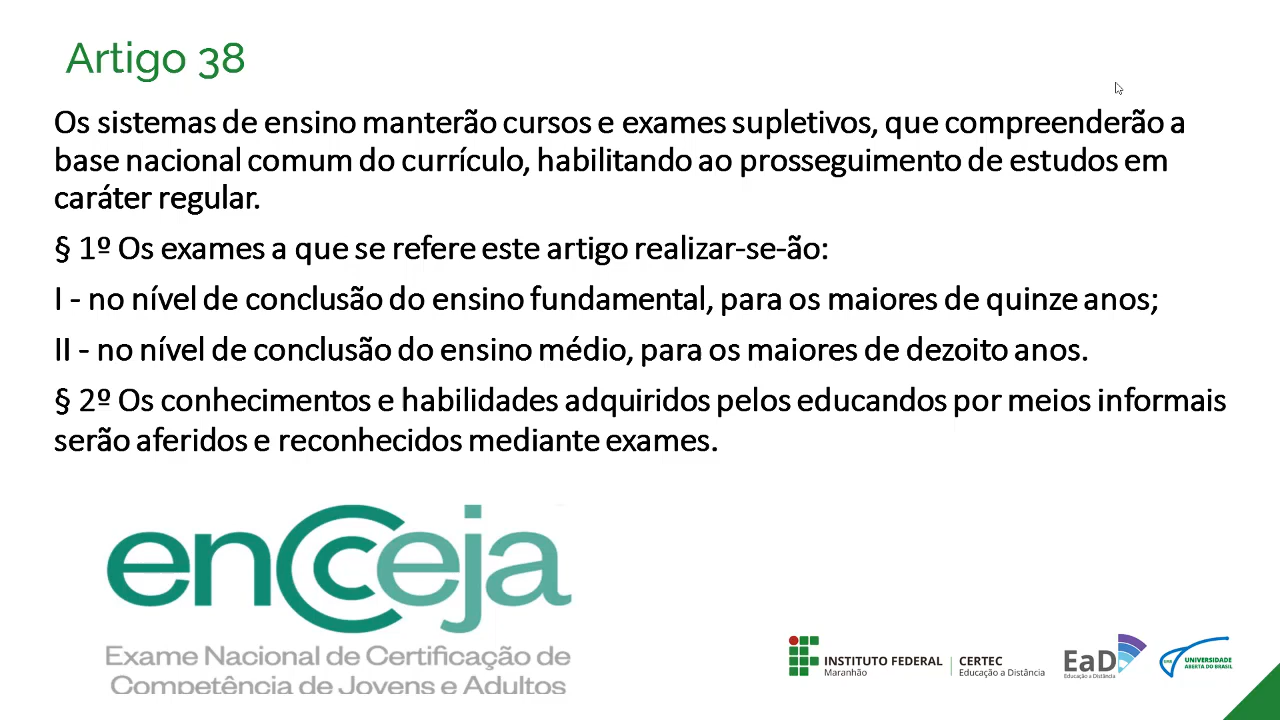 Artigo 38
Os sistemas de ensino manterão cursos e exames supletivos, que compreenderão a
base nacional comum do currículo, habilitando ao prosseguimento de estudos em
caráter regular.
§ 1º Os exames a que se refere este artigo realizar-se-ão:
I - no nível de conclusão do ensino fundamental, para os maiores de quinze anos;
II - no nível de conclusão do ensino médio, para os maiores de dezoito anos.
§ 2º Os conhecimentos e habilidades adquiridos pelos educandos por meios informais
serão aferidos e reconhecidos mediante exames.
encceja
Exame Nacional de Certificação de
Competência de Jovens e Adultos
INSTITUTO FEDERAL
Maranhão
CERTEC
Educação a Distância
EaD
Educação a Distância
UNIVERSIDADE
ABERTA DO BRASIL